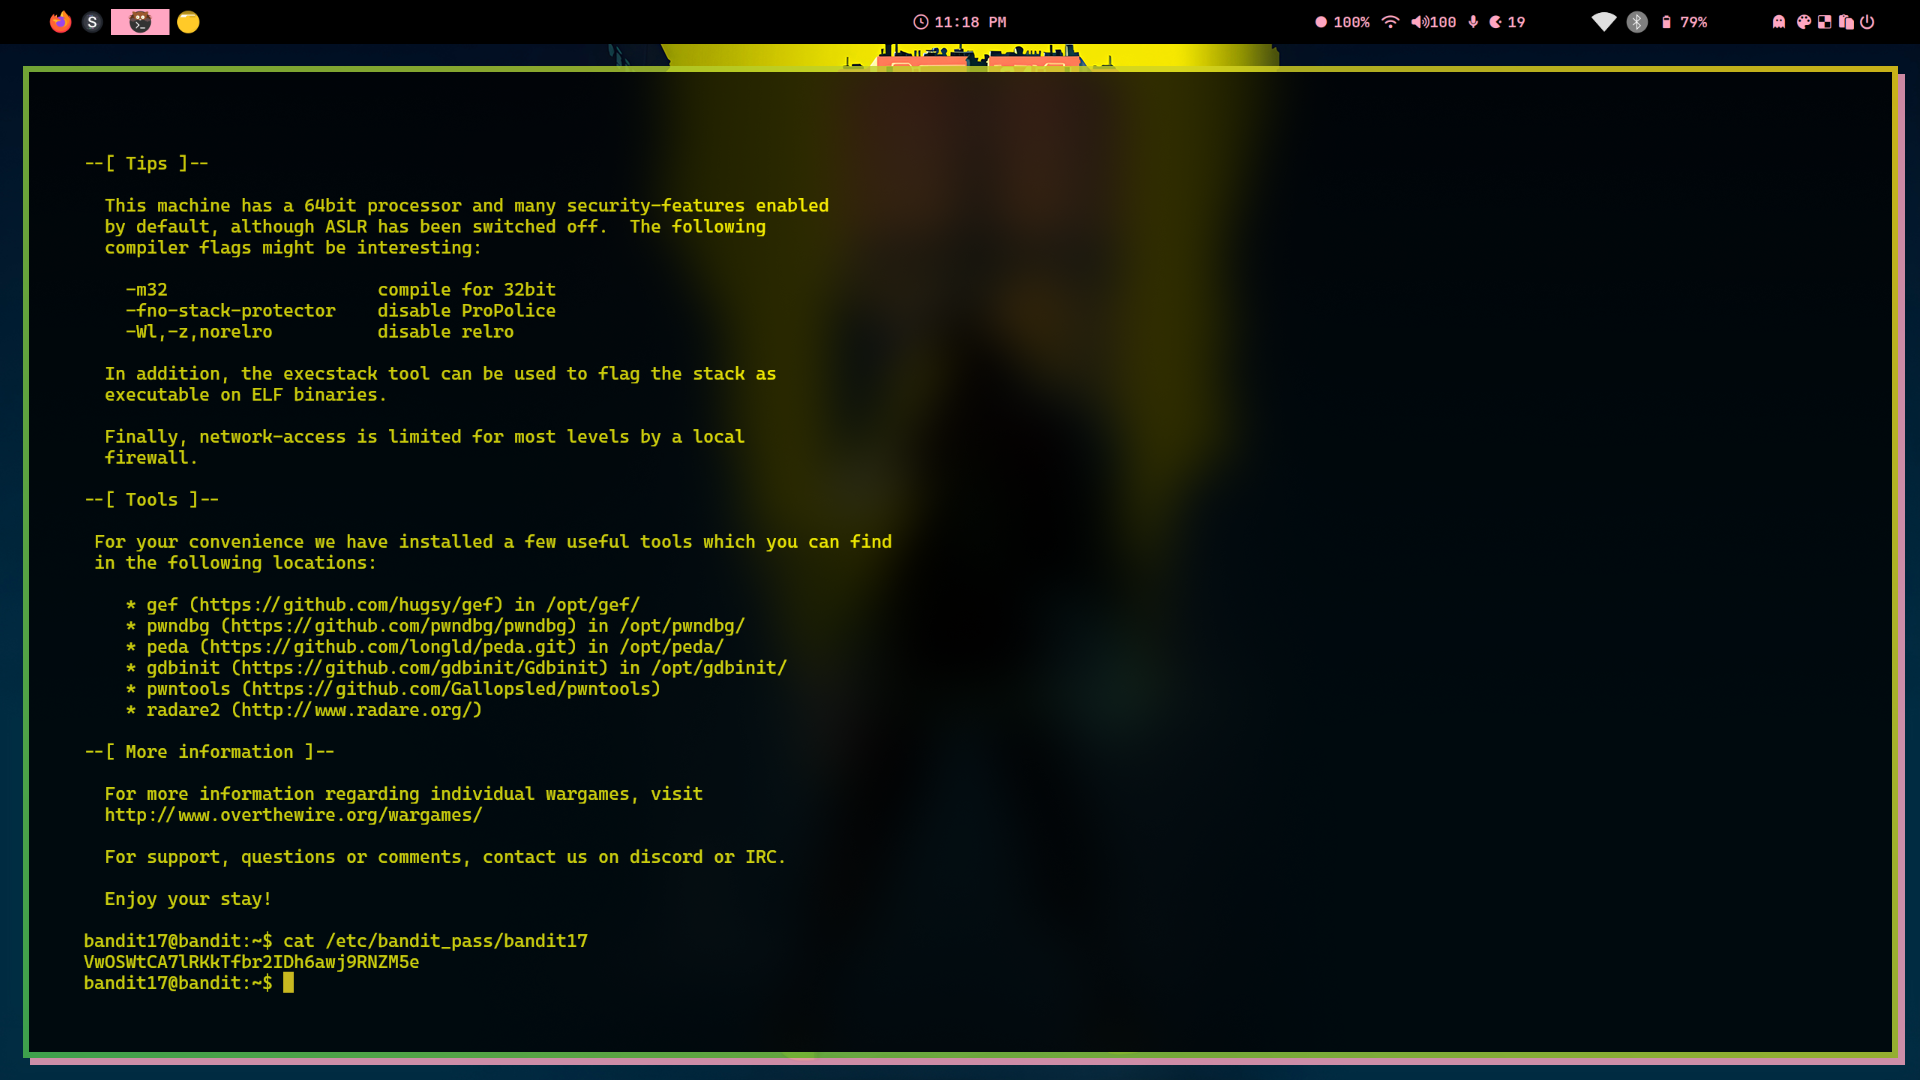 S
11:18 PM
100%
100
19
79%
--[ Tips ]--
This machine has a 64bit processor and many security-features enabled
by default, although ASLR has been switched off.  The following
compiler flags might be interesting:
-m32                    compile for 32bit
-fno-stack-protector    disable ProPolice
-Wl,-z,norelro          disable relro
In addition, the execstack tool can be used to flag the stack as
executable on ELF binaries.
Finally, network-access is limited for most levels by a local
firewall.
--[ Tools ]--
For your convenience we have installed a few useful tools which you can find
in the following locations:
* gef (https://github.com/hugsy/gef) in /opt/gef/
* pwndbg (https://github.com/pwndbg/pwndbg) in /opt/pwndbg/
* peda (https://github.com/longld/peda.git) in /opt/peda/
* gdbinit (https://github.com/gdbinit/Gdbinit) in /opt/gdbinit/
* pwntools (https://github.com/Gallopsled/pwntools)
* radare2 (http://www.radare.org/)
--[ More information ]--
For more information regarding individual wargames, visit
http://www.overthewire.org/wargames/
For support, questions or comments, contact us on discord or IRC.
Enjoy your stay!
bandit17@bandit:~$ cat /etc/bandit_pass/bandit17
VwOSWtCA7lRKkTfbr2IDh6awj9RNZM5e
bandit17@bandit:~$